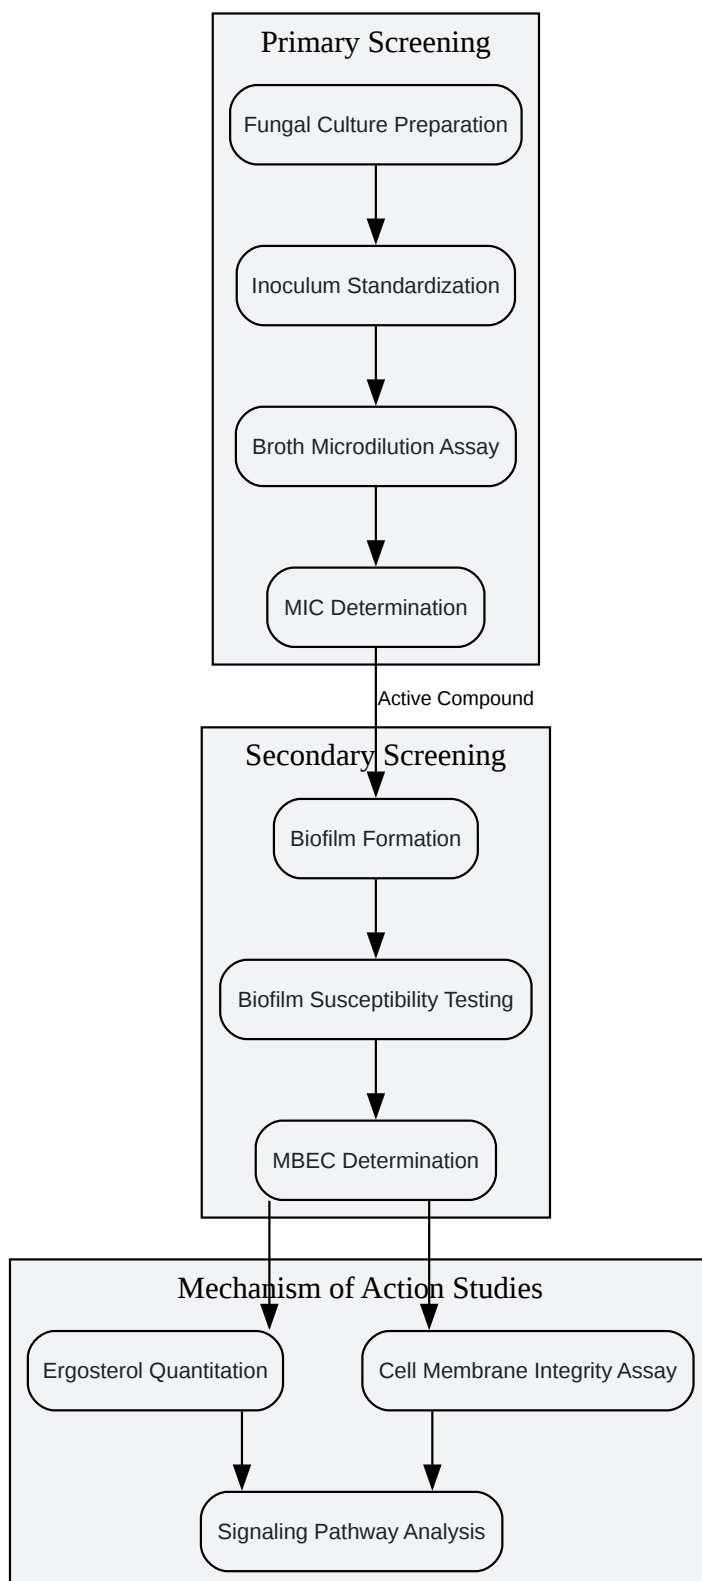 Primary Screening
Fungal Culture Preparation
Inoculum Standardization
Broth Microdilution Assay
MIC Determination
Active Compound
Secondary Screening
Biofilm Formation
Biofilm Susceptibility Testing
MBEC Determination
Mechanism of Action Studies
Ergosterol Quantitation
Cell Membrane Integrity Assay
Signaling Pathway Analysis